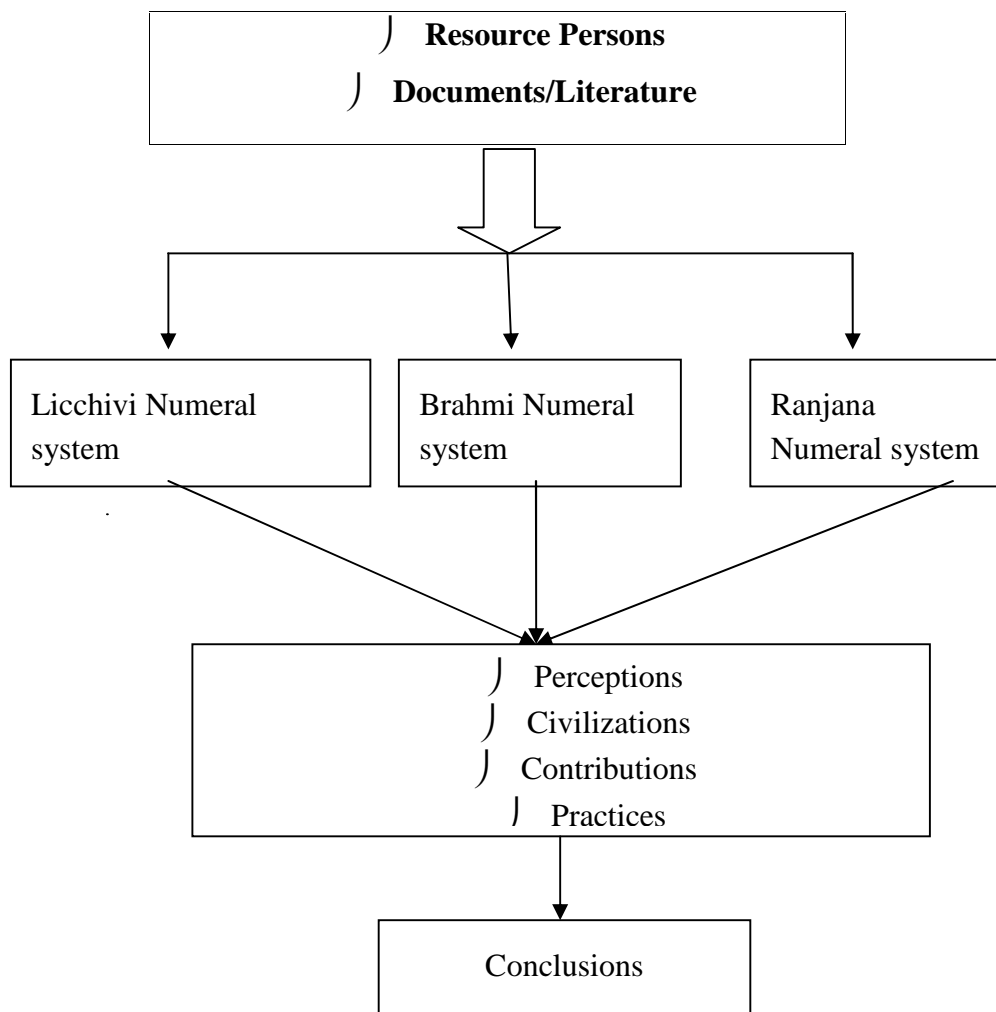 ⌡ Resource Persons
⌡ Documents/Literature
Licchivi Numeral
system
Brahmi Numeral
system
Ranjana
Numeral system
⌡ Perceptions
⌡ Civilizations
⌡ Contributions
⌡ Practices
Conclusions